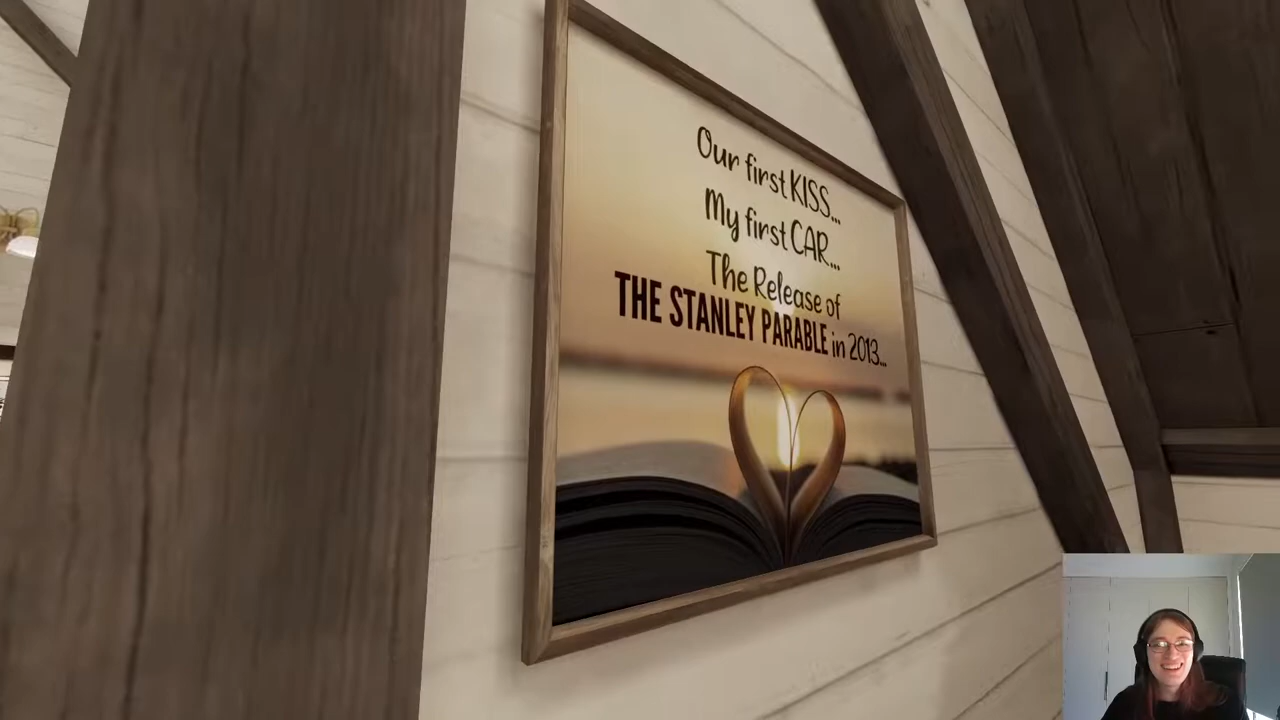 Our first KISS...
My first CAR...
The Release of
THE STANLEY PARABLE in 2013...